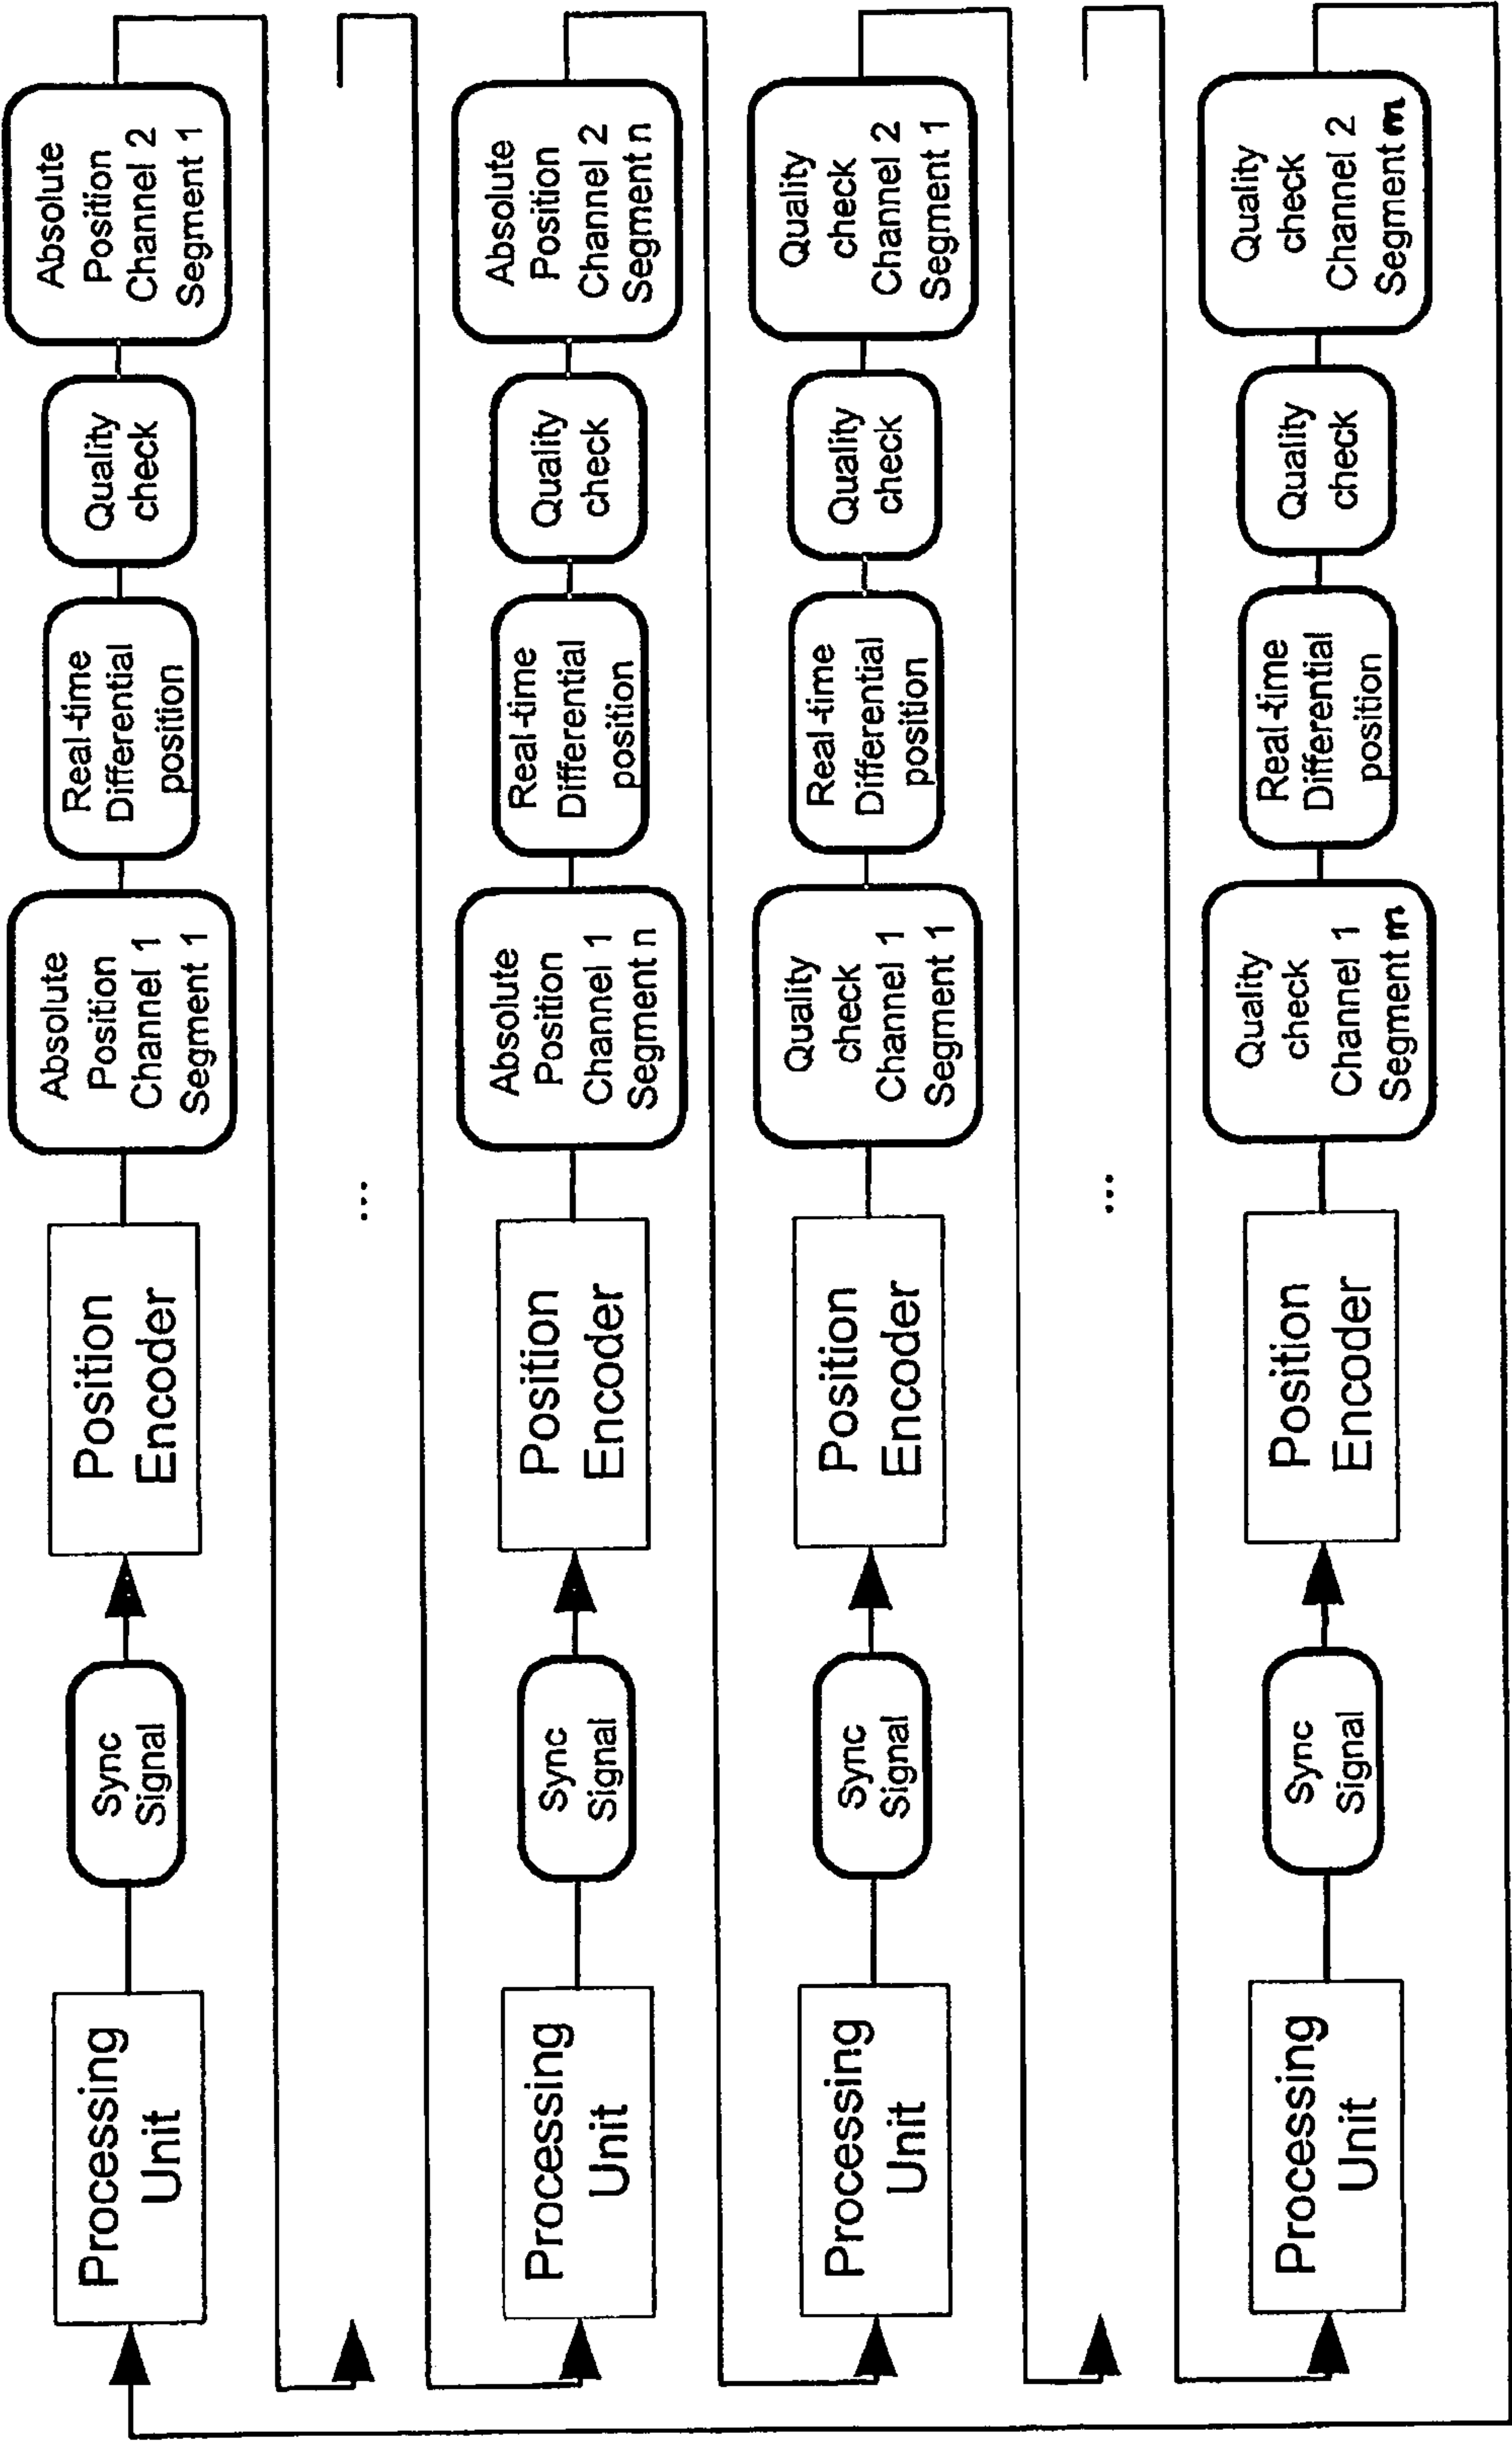 Processing
Unit
Sync
Signal
Position
Encoder
Absolute
Position
Channel 1
Segment 1
Real-time
Differential
position
Quality
check
Absolute
Position
Channel 2
Segment 1
...
Processing
Unit
Sync
Signal
Position
Encoder
Absolute
Position
Channel 1
Segment n
Real-time
Differential
position
Quality
check
Absolute
Position
Channel 2
Segment n
Processing
Unit
Sync
Signal
Position
Encoder
Quality
check
Channel 1
Segment 1
Real-time
Differential
position
Quality
check
Quality
check
Channel 2
Segment 1
...
Processing
Unit
Sync
Signal
Position
Encoder
Quality
check
Channel 1
Segment m
Real-time
Differential
position
Quality
check
Quality
check
Channel 2
Segment m